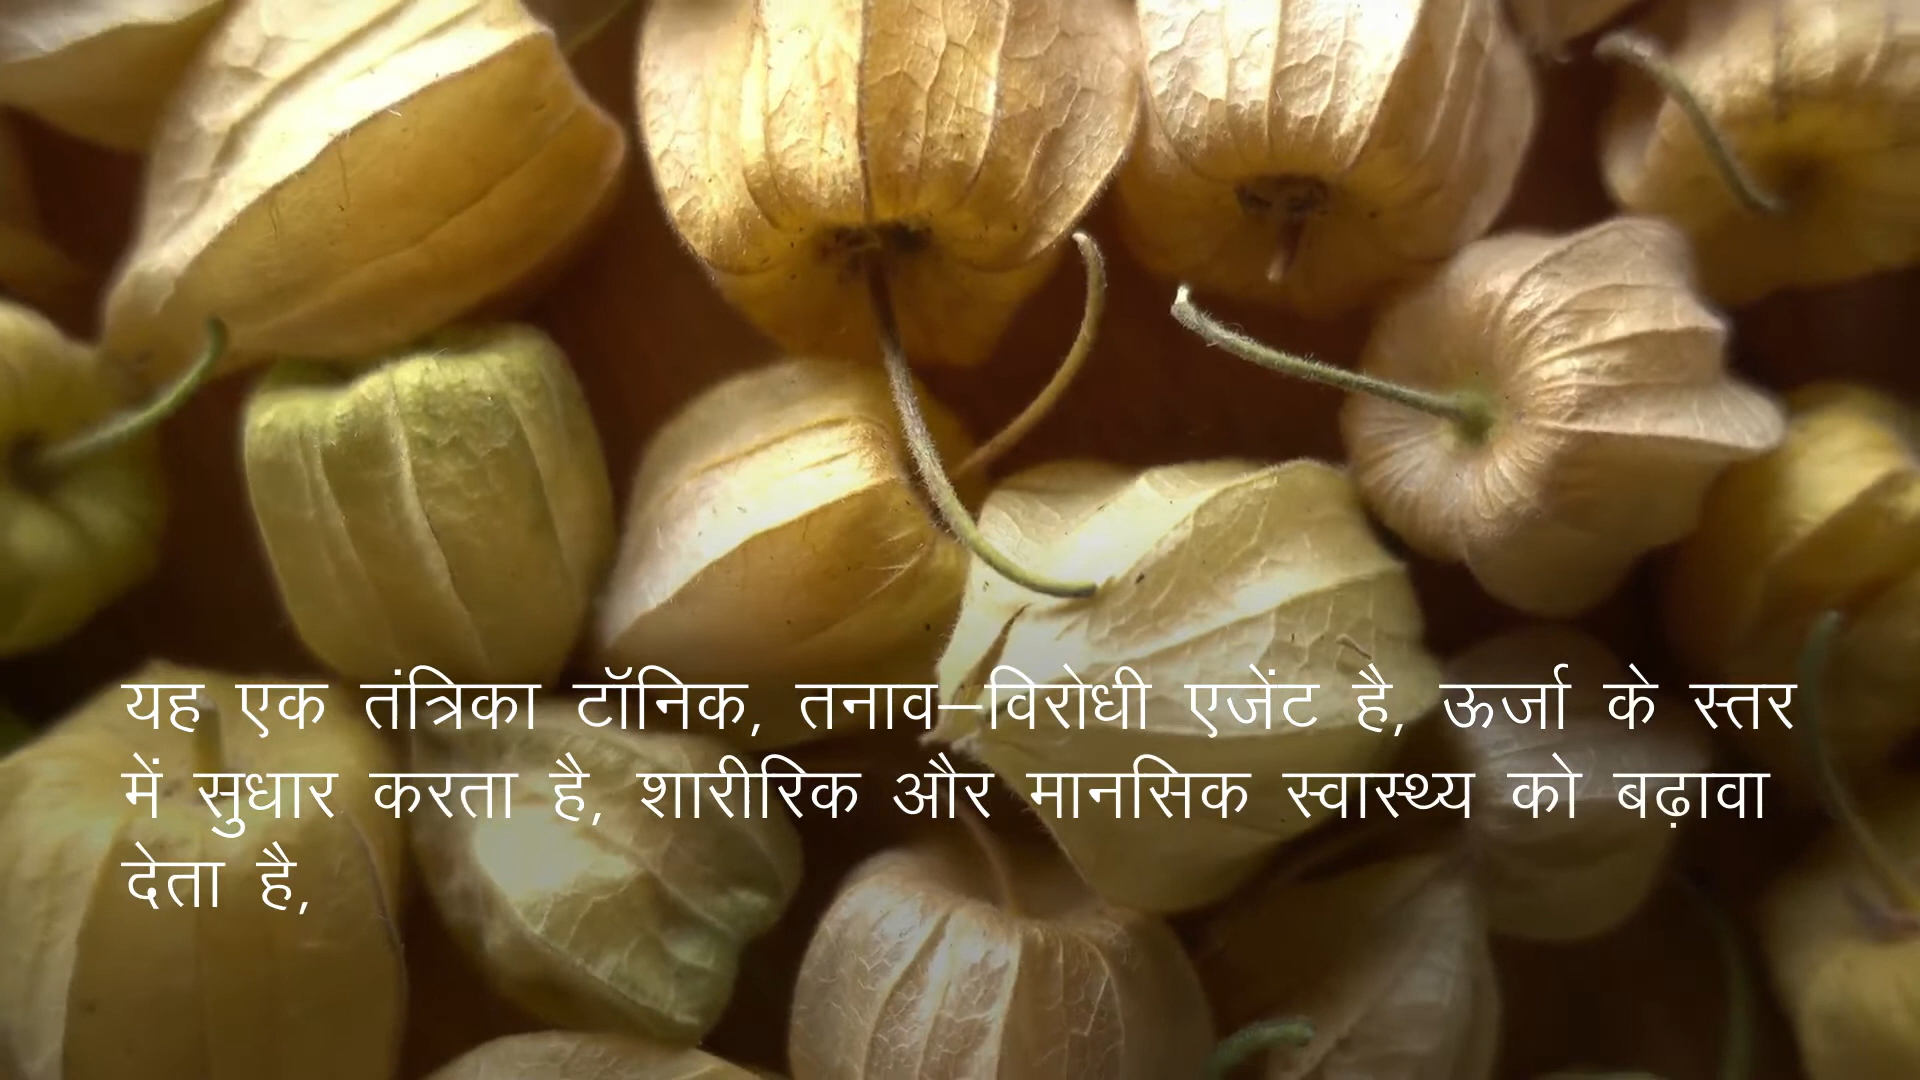 यह एक तंत्रिका टॉनिक, तनाव–विरोधी एजेंट है, ऊर्जा के स्तर
में सुधार करता है, शारीरिक और मानसिक स्वास्थ्य को बढ़ावा
देता है,